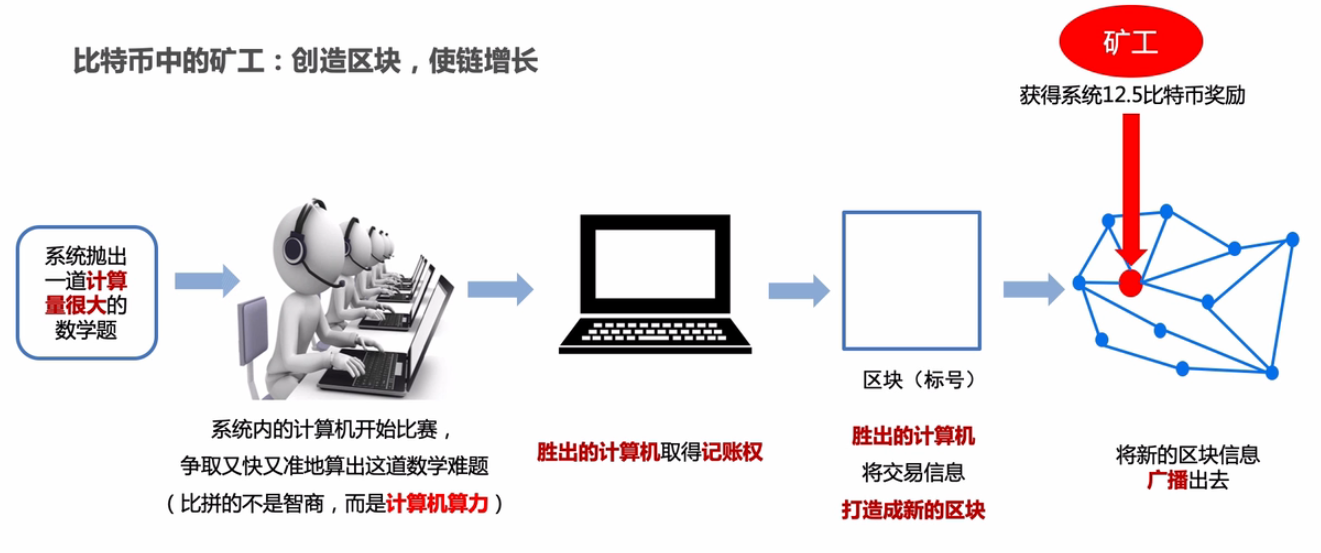 比特币中的矿工：创造区块，使链增长
矿工
获得系统12.5比特币奖励
系统抛出
一道计算
量很大的
数学题
系统内的计算机开始比赛，
争取又快又准地算出这道数学难题
（比拼的不是智商，而是计算机算力）
胜出的计算机取得记账权
区块（标号）
胜出的计算机
将交易信息
打造成新的区块
将新的区块信息
广播出去